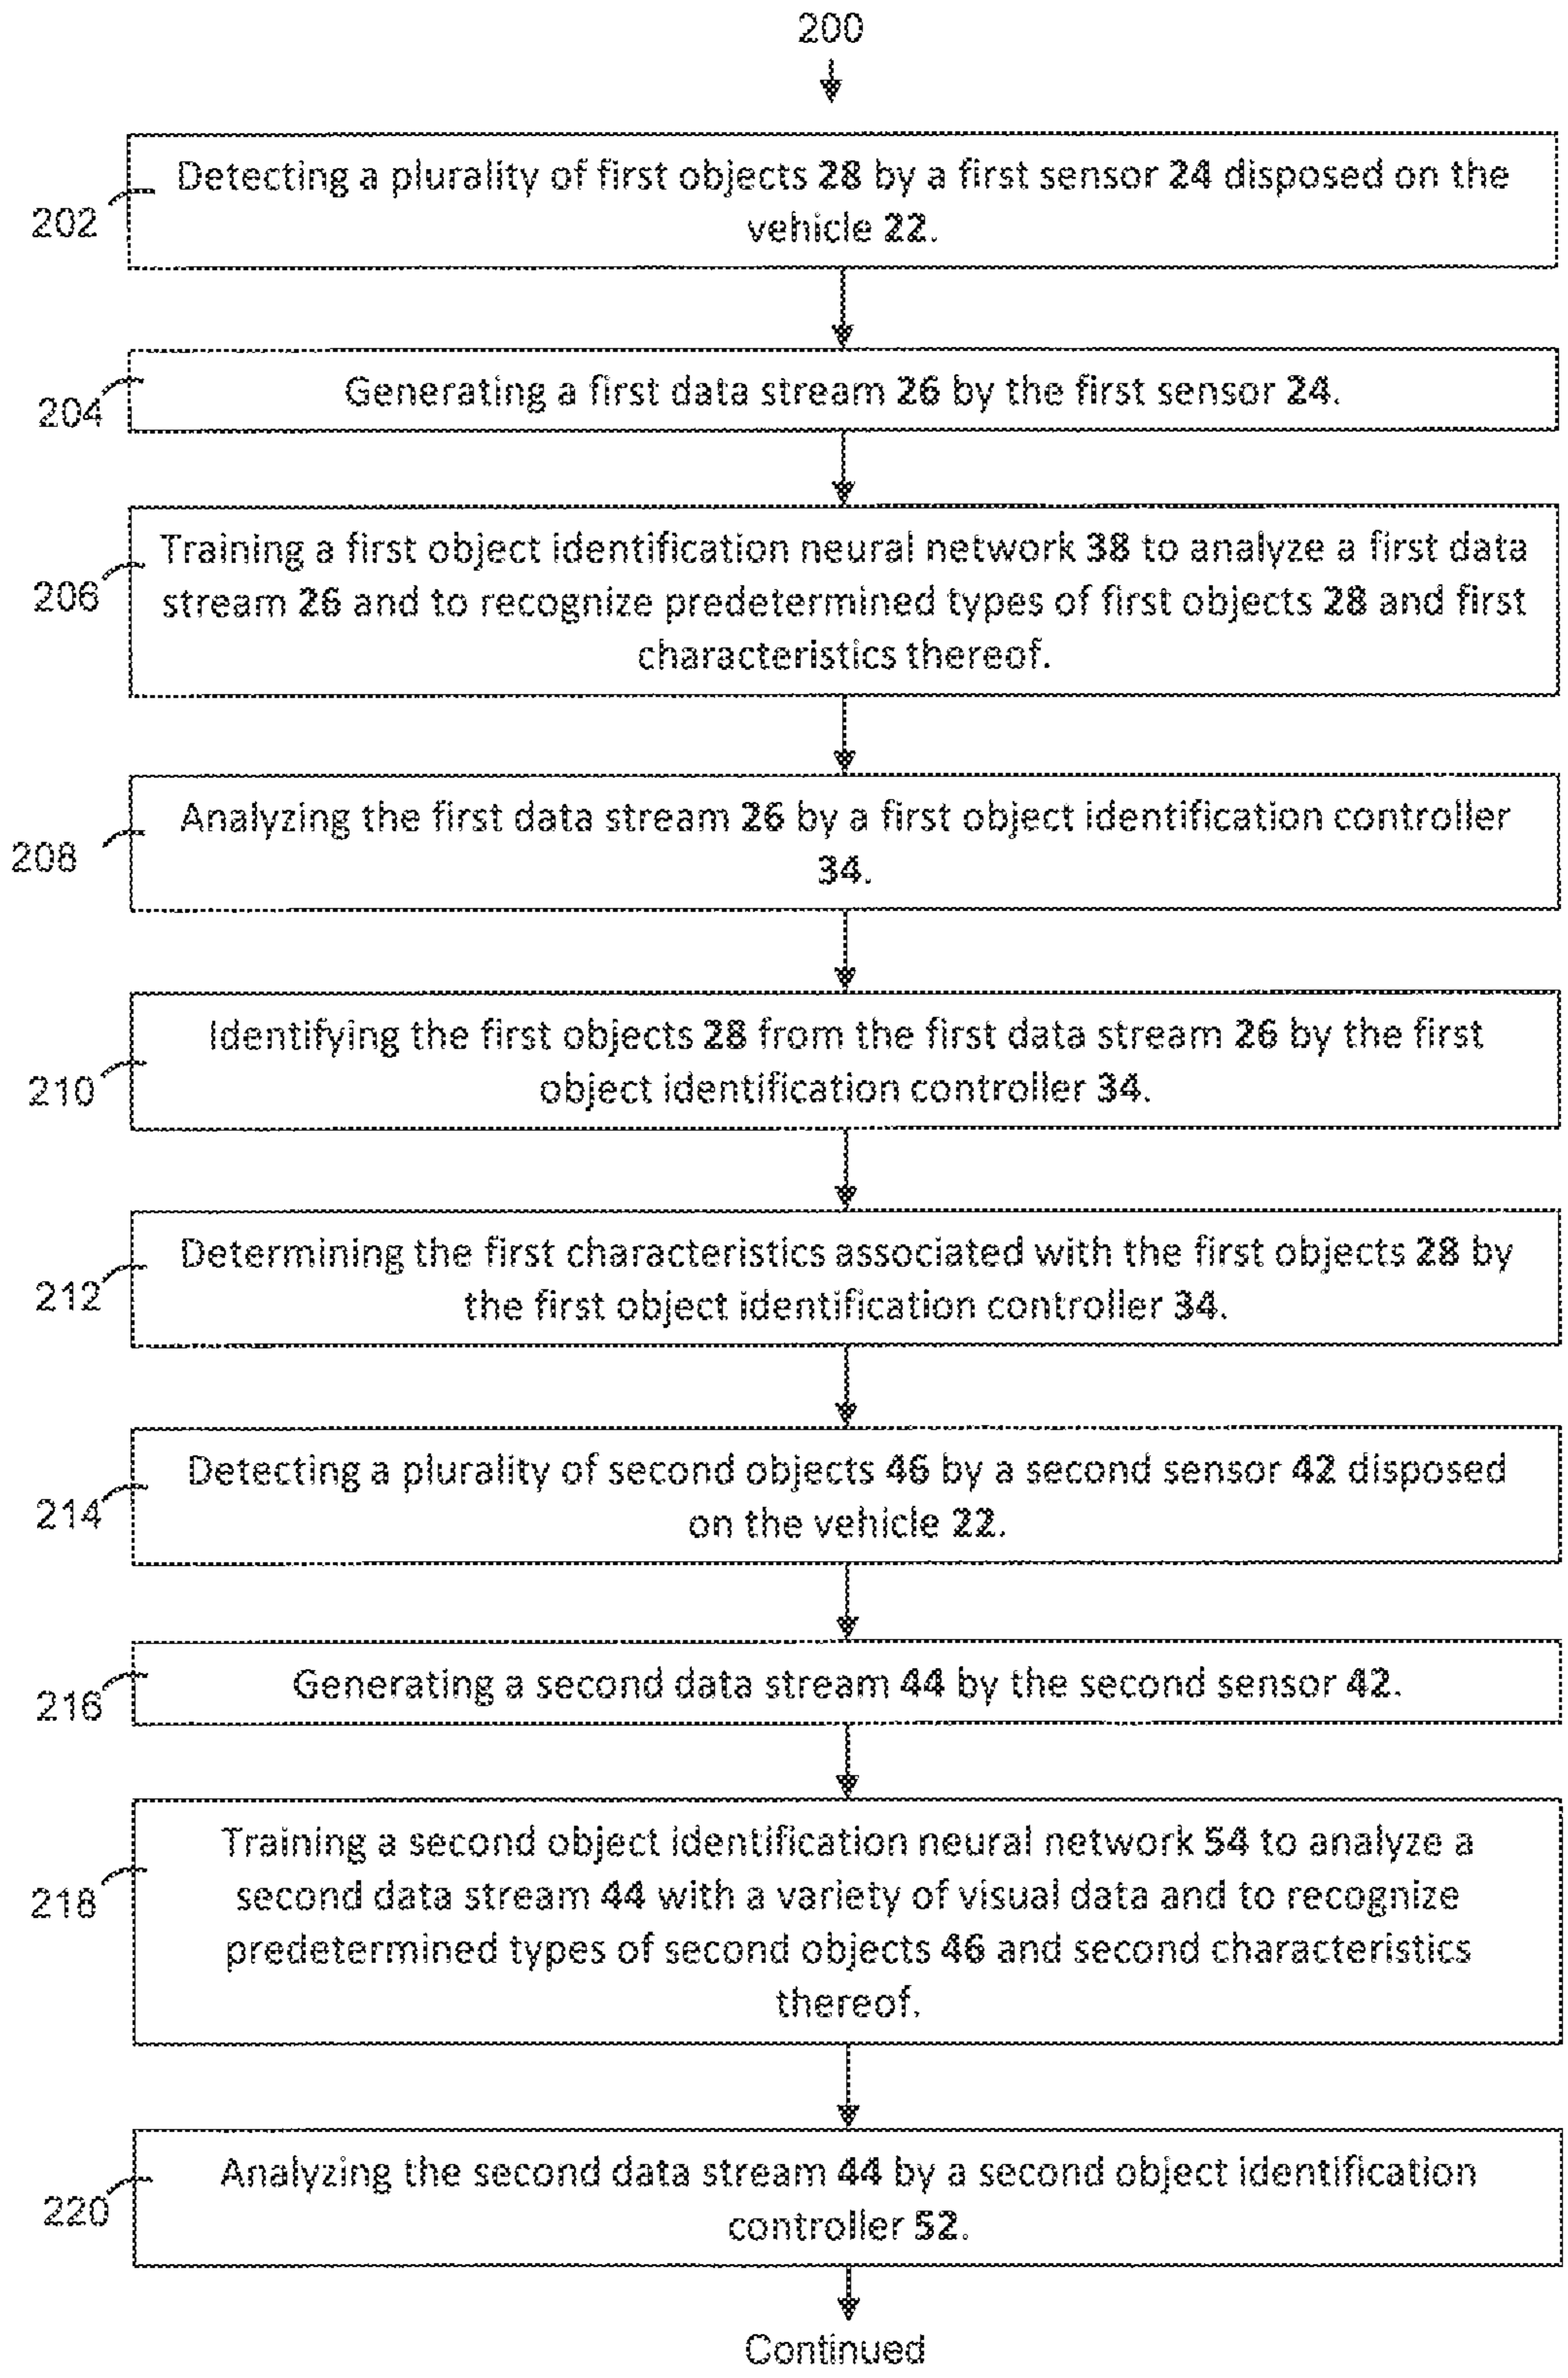 200
Detecting a plurality of first objects 28 by a first sensor 24 disposed on the
vehicle 22.
202
Generating a first data stream 26 by the first sensor 24.
204
Training a first object identification neural network 38 to analyze a first data
stream 26 and to recognize predetermined types of first objects 28 and first
characteristics thereof.
206
Analyzing the first data stream 26 by a first object identification controller
34.
208
Identifying the first objects 28 from the first data stream 26 by the first
object identification controller 34.
210
Determining the first characteristics associated with the first objects 28 by
the first object identification controller 34.
212
Detecting a plurality of second objects 46 by a second sensor 42 disposed
on the vehicle 22.
214
Generating a second data stream 44 by the second sensor 42.
216
Training a second object identification neural network 54 to analyze a
second data stream 44 with a variety of visual data and to recognize
predetermined types of second objects 46 and second characteristics
thereof.
218
Analyzing the second data stream 44 by a second object identification
controller 52.
220
Continued